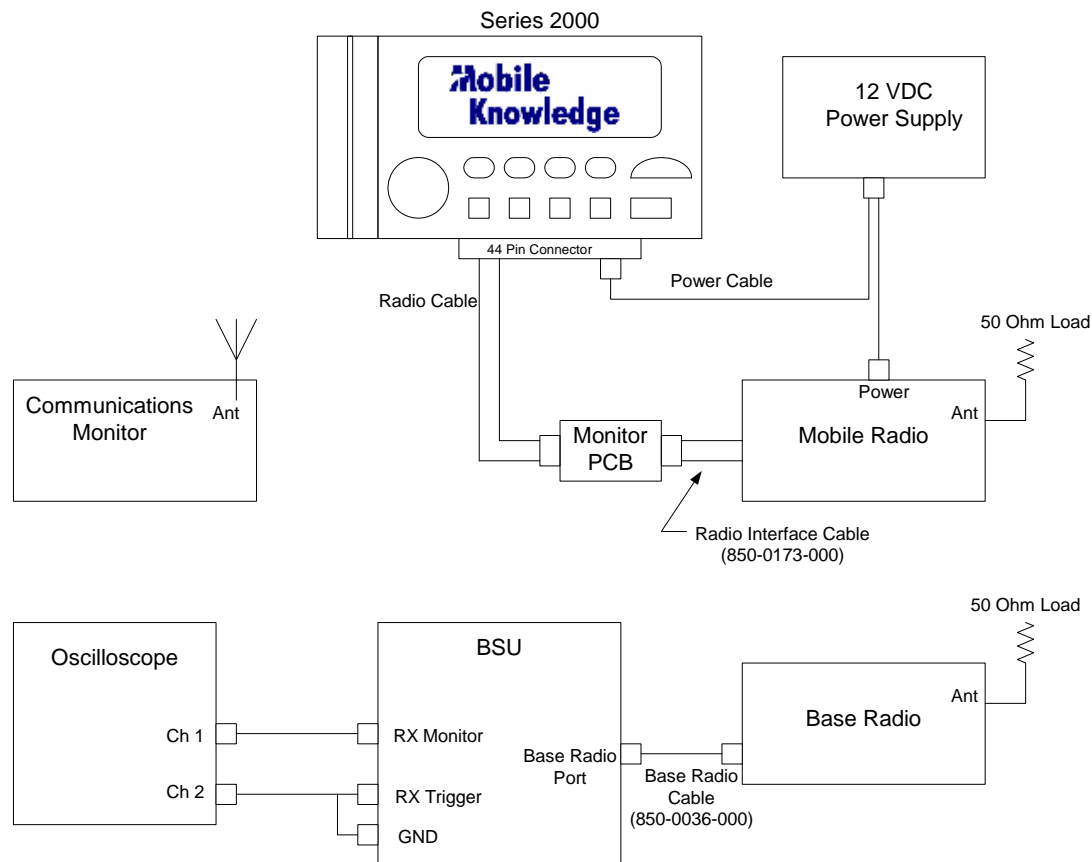 Series 2000
Mobile
Knowledge
12 VDC
Power Supply
44 Pin Connector
Radio Cable
Power Cable
50 Ohm Load
Communications
Monitor
Ant
Monitor
PCB
Power
Ant
Mobile Radio
Radio Interface Cable
(850-0173-000)
50 Ohm Load
Oscilloscope
Ch 1
Ch 2
BSU
RX Monitor
RX Trigger
GND
Base Radio
Port
Base Radio
Cable
(850-0036-000)
Ant
Base Radio